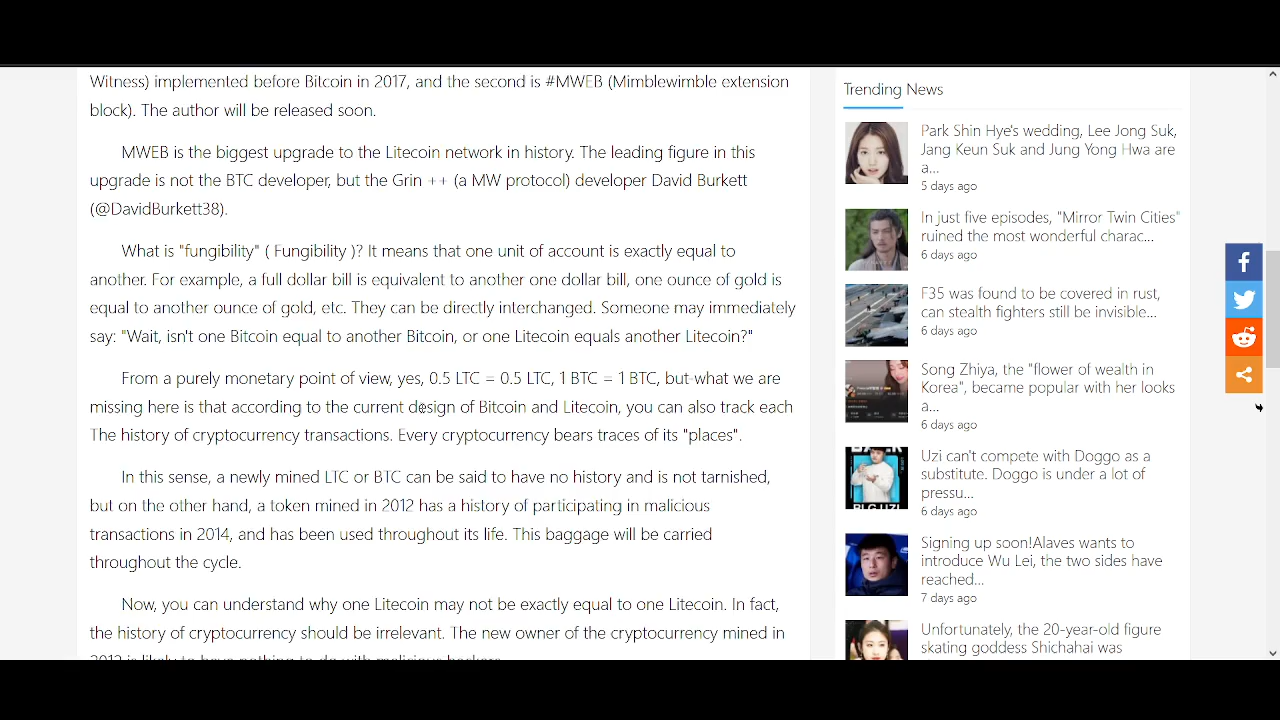 Witness) implemented before Bitcoin in 2017, and the second is #MWEB (Mimblewimble extension
block). The author will be released soon.
MWEB is the biggest upgrade to the Litecoin network in history. The leading figure in this
upgrade is not the BTC developer, but the Grin ++ (a MW protocol) developer David Burkett
(@DavidBurkett38).
What is "fungibility" ( Fungibility )? It means that one unit of account is exactly equal to
another. For example, a full dollar bill is equivalent to another one dollar bill, one ounce of gold is
equal to another ounce of gold, etc. They can be directly interchanged. Someone may immediately
say: "Wait, isn't one Bitcoin equal to another Bitcoin, or one Litecoin equals another Litecoin?"
From a purely monetary point of view, yes, 0.5 LTC = 0.5 LTC, 1 BTC = 1 BTC, but what we are
missing is that what using these currencies. With Bitcoin and Litecoin, you can also track each
The history of cryptocurrency transactions. Every cryptocurrency bears traces of its "places".
In theory, a newly mined LTC or BTC can be said to have no history and is not tarnished,
but on the other hand, a token mined in 2012 has a history of participating in malicious
transactions in 2014, and has been used throughout its life. This baggage will be carried
throughout the cycle.
Now you can understand why one Litecoin may not be exactly equal to one Litecoin. In fact,
the history of cryptocurrency should be irrelevant. The new owner of the cryptocurrency mined in
Trending News
Park Shin Hye's wedding, Lee Jong Suk,
Jang Keun Suk and Jung Yong Hwa are
a...
5 days ago
In just five episodes, "Mirror Twin Cities"
ruined the most wonderful charac...
6 days ago
F35 was found to be covered in rust,
can stealth fighters still be invisible...
6 days ago
Song Zhiya, the "flower of wealth in
Korea", became popular with her looks
a...
6 days ago
Uzi can't compete with Doggo as a
substitute. Doggo is under a lot of
pressu...
6 days ago
Signing up soon!Alaves wants to
introduce Wu Lei, the two sides have
reached...
7 days ago
Unfortunately, the 20-year-old figure
skating goddess Shichahai was